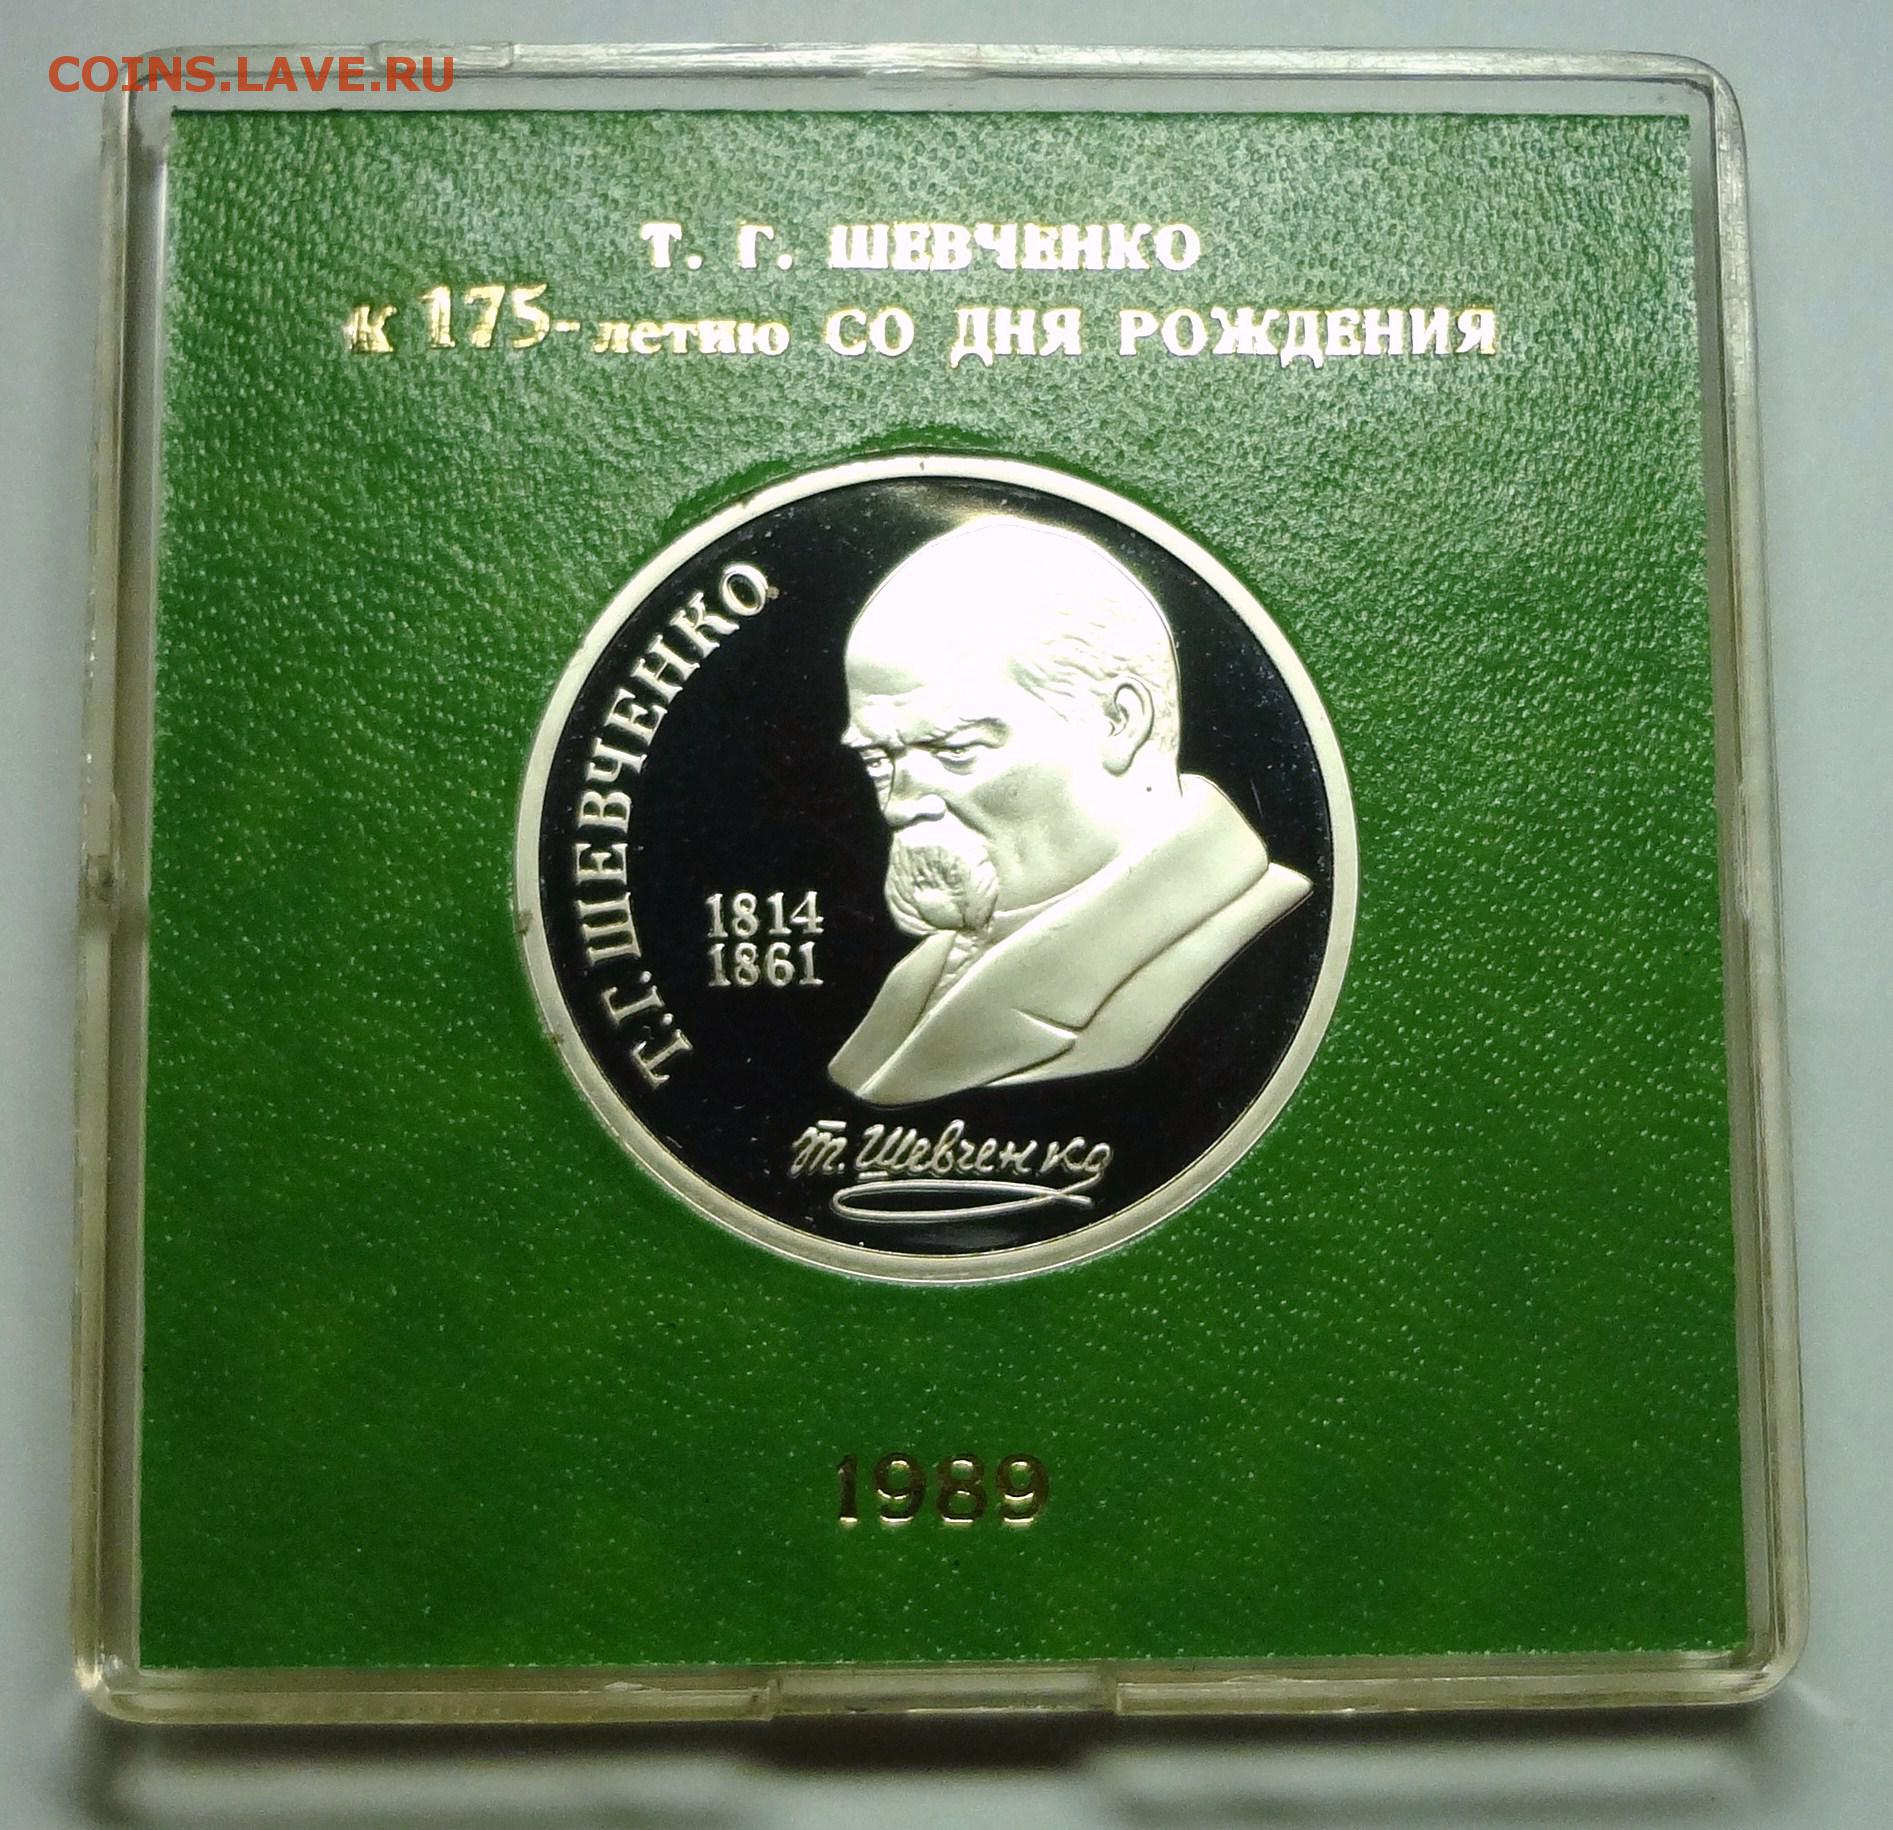 COINS.LAVE.RU
Т. Г. ШЕВЧЕНКО
К 175-летию СО ДНЯ РОЖДЕНИЯ
Т.Г. ШЕВЧЕНКО
1814
1861
Т. Шевченко
1989